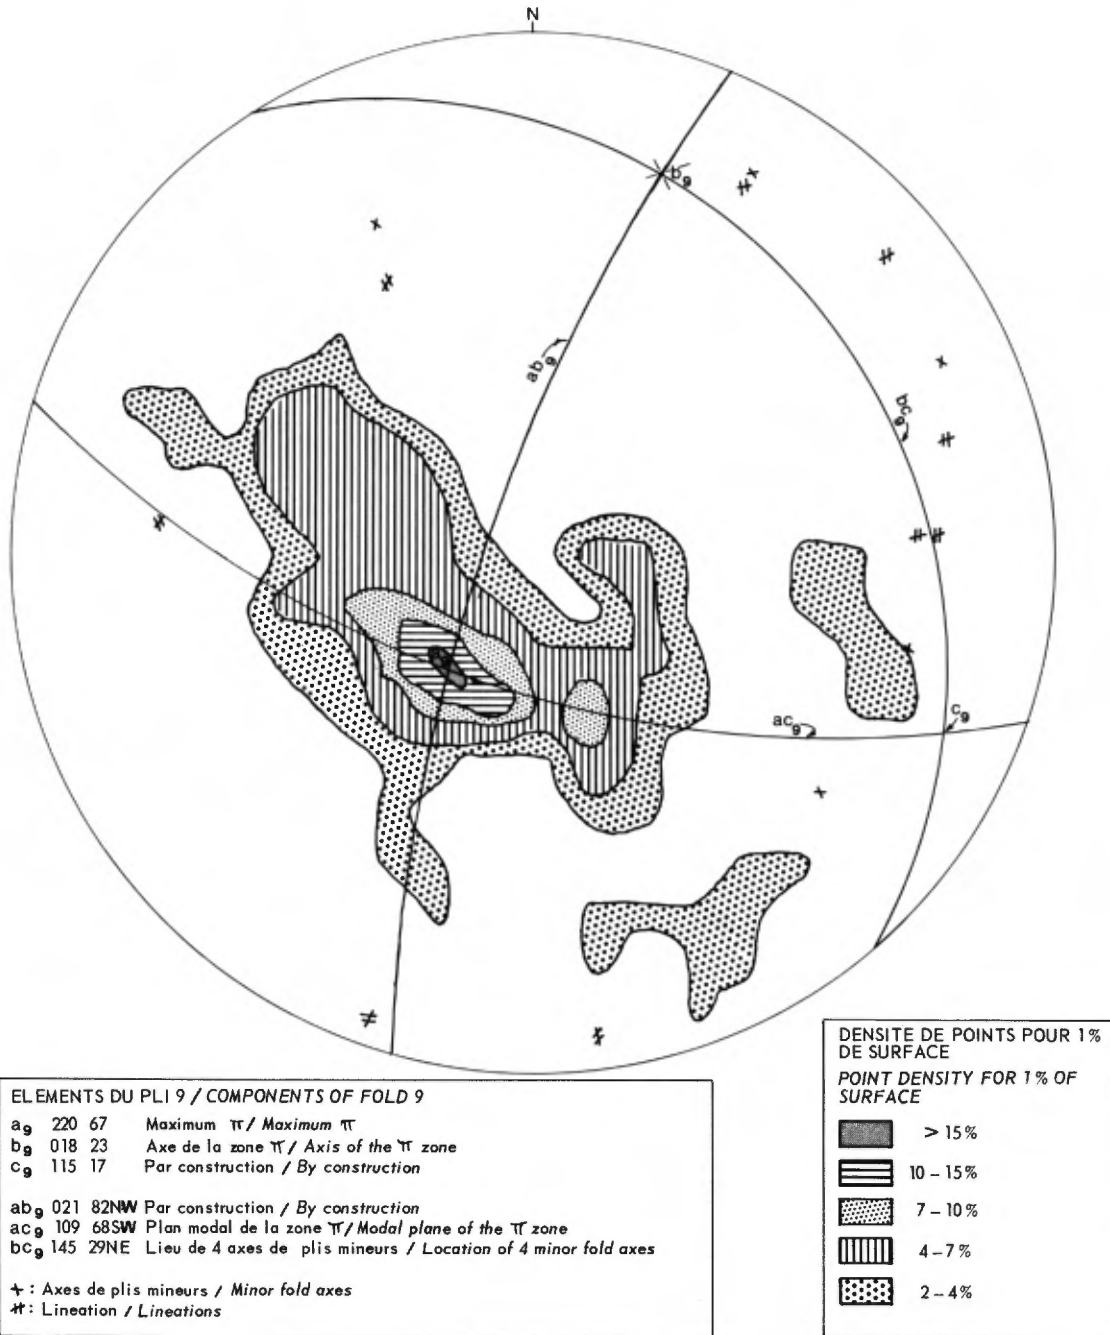 N
b9
ab9
bc9
ac9
c9
ELEMENTS DU PLI 9 / COMPONENTS OF FOLD 9
a9 220 67 Maximum π / Maximum π
b9 018 23 Axe de la zone π / Axis of the π zone
c9 115 17 Par construction / By construction
ab9 021 82NW Par construction / By construction
ac9 109 68SW Plan modal de la zone π / Modal plane of the π zone
bc9 145 29NE Lieu de 4 axes de plis mineurs / Location of 4 minor fold axes
+ : Axes de plis mineurs / Minor fold axes
⧺ : Lineation / Lineations
DENSITE DE POINTS POUR 1%
DE SURFACE
POINT DENSITY FOR 1% OF
SURFACE
> 15%
10 – 15%
7 – 10%
4 – 7%
2 – 4%